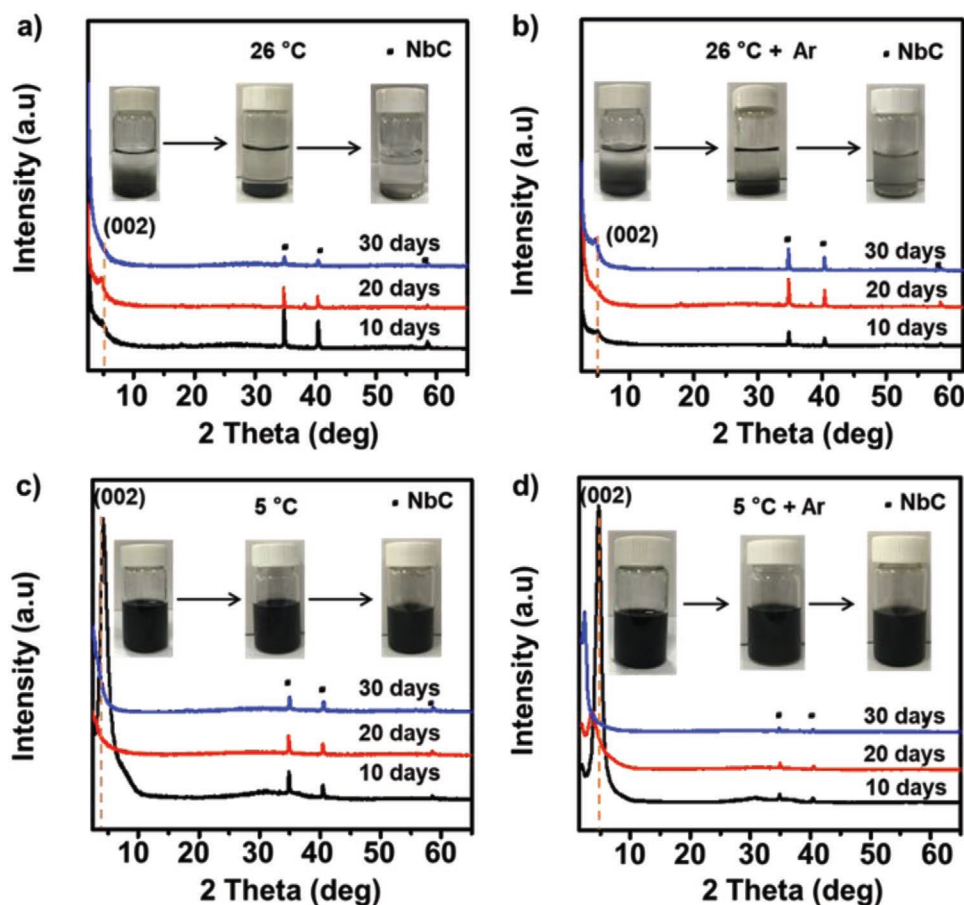 a)
26 °C
▪ NbC
(002)
30 days
20 days
10 days
Intensity (a.u)
10 20 30 40 50 60
2 Theta (deg)
b)
26 °C + Ar
▪ NbC
(002)
30 days
20 days
10 days
Intensity (a.u)
10 20 30 40 50 60
2 Theta (deg)
c)
(002)
5 °C
▪ NbC
30 days
20 days
10 days
Intensity (a.u)
10 20 30 40 50 60
2 Theta (deg)
d)
(002)
5 °C + Ar
▪ NbC
30 days
20 days
10 days
Intensity (a.u)
10 20 30 40 50 60
2 Theta (deg)